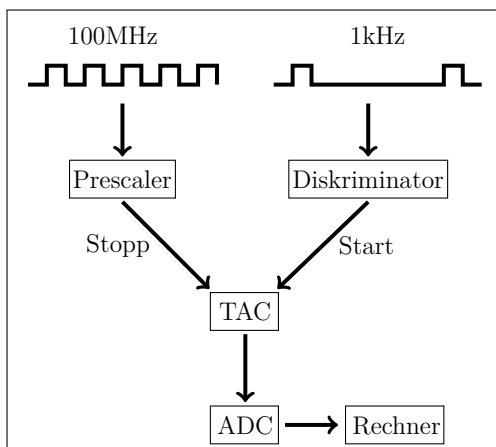 100MHz 1kHz
Prescaler Diskriminator
Stopp Start
TAC
ADC Rechner